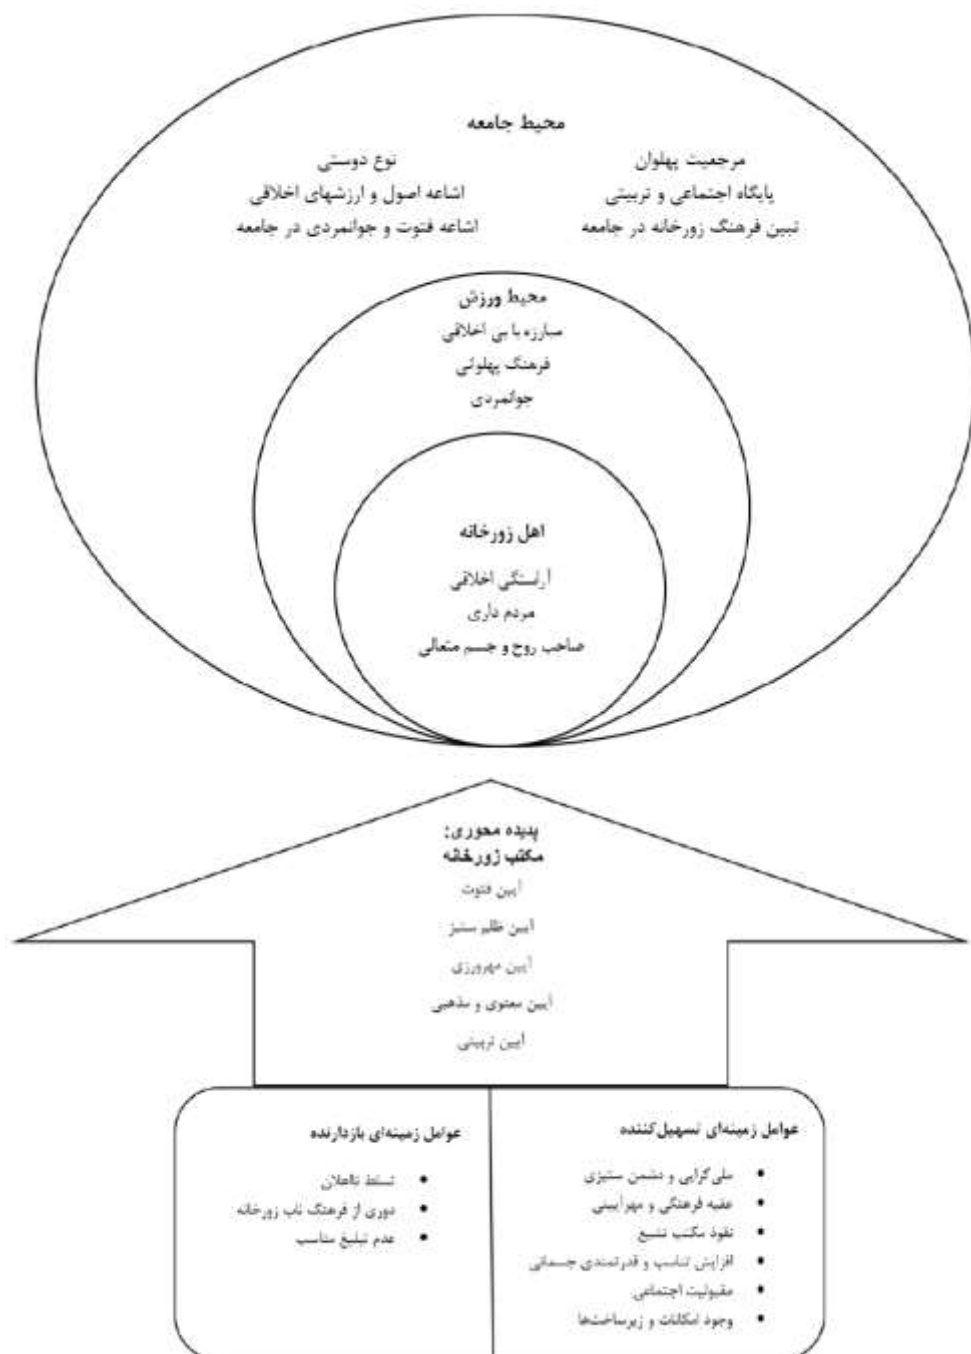 محیط جامعه
مرجعیت پهلوان
پایگاه اجتماعی و تربیتی
تبین فرهنگ زورخانه در جامعه
نوع دوستی
اشاعه اصول و ارزشهای اخلاقی
اشاعه فتوت و جوانمردی در جامعه
محیط ورزش
مبارزه با بی اخلاقی
فرهنگ پهلوانی
جوانمردی
اهل زورخانه
آراستگی اخلاقی
مردم داری
صاحب روح و جسم متعالی
پدیده محوری:
مکتب زورخانه
آیین فتوت
آیین ظلم ستیز
آیین مهرورزی
آیین معنوی و مذهبی
آیین تربیتی
عوامل زمینه‌ای تسهیل‌کننده
• ملی‌گرایی و دشمن ستیزی
• عقبه فرهنگی و مهرآیینی
• نفوذ مکتب تشیع
• افزایش تناسب و قدرتمندی جسمانی
• مقبولیت اجتماعی
• وجود امکانات و زیرساخت‌ها
عوامل زمینه‌ای بازدارنده
• تسلط نااهلان
• دوری از فرهنگ ناب زورخانه
• عدم تبلیغ مناسب